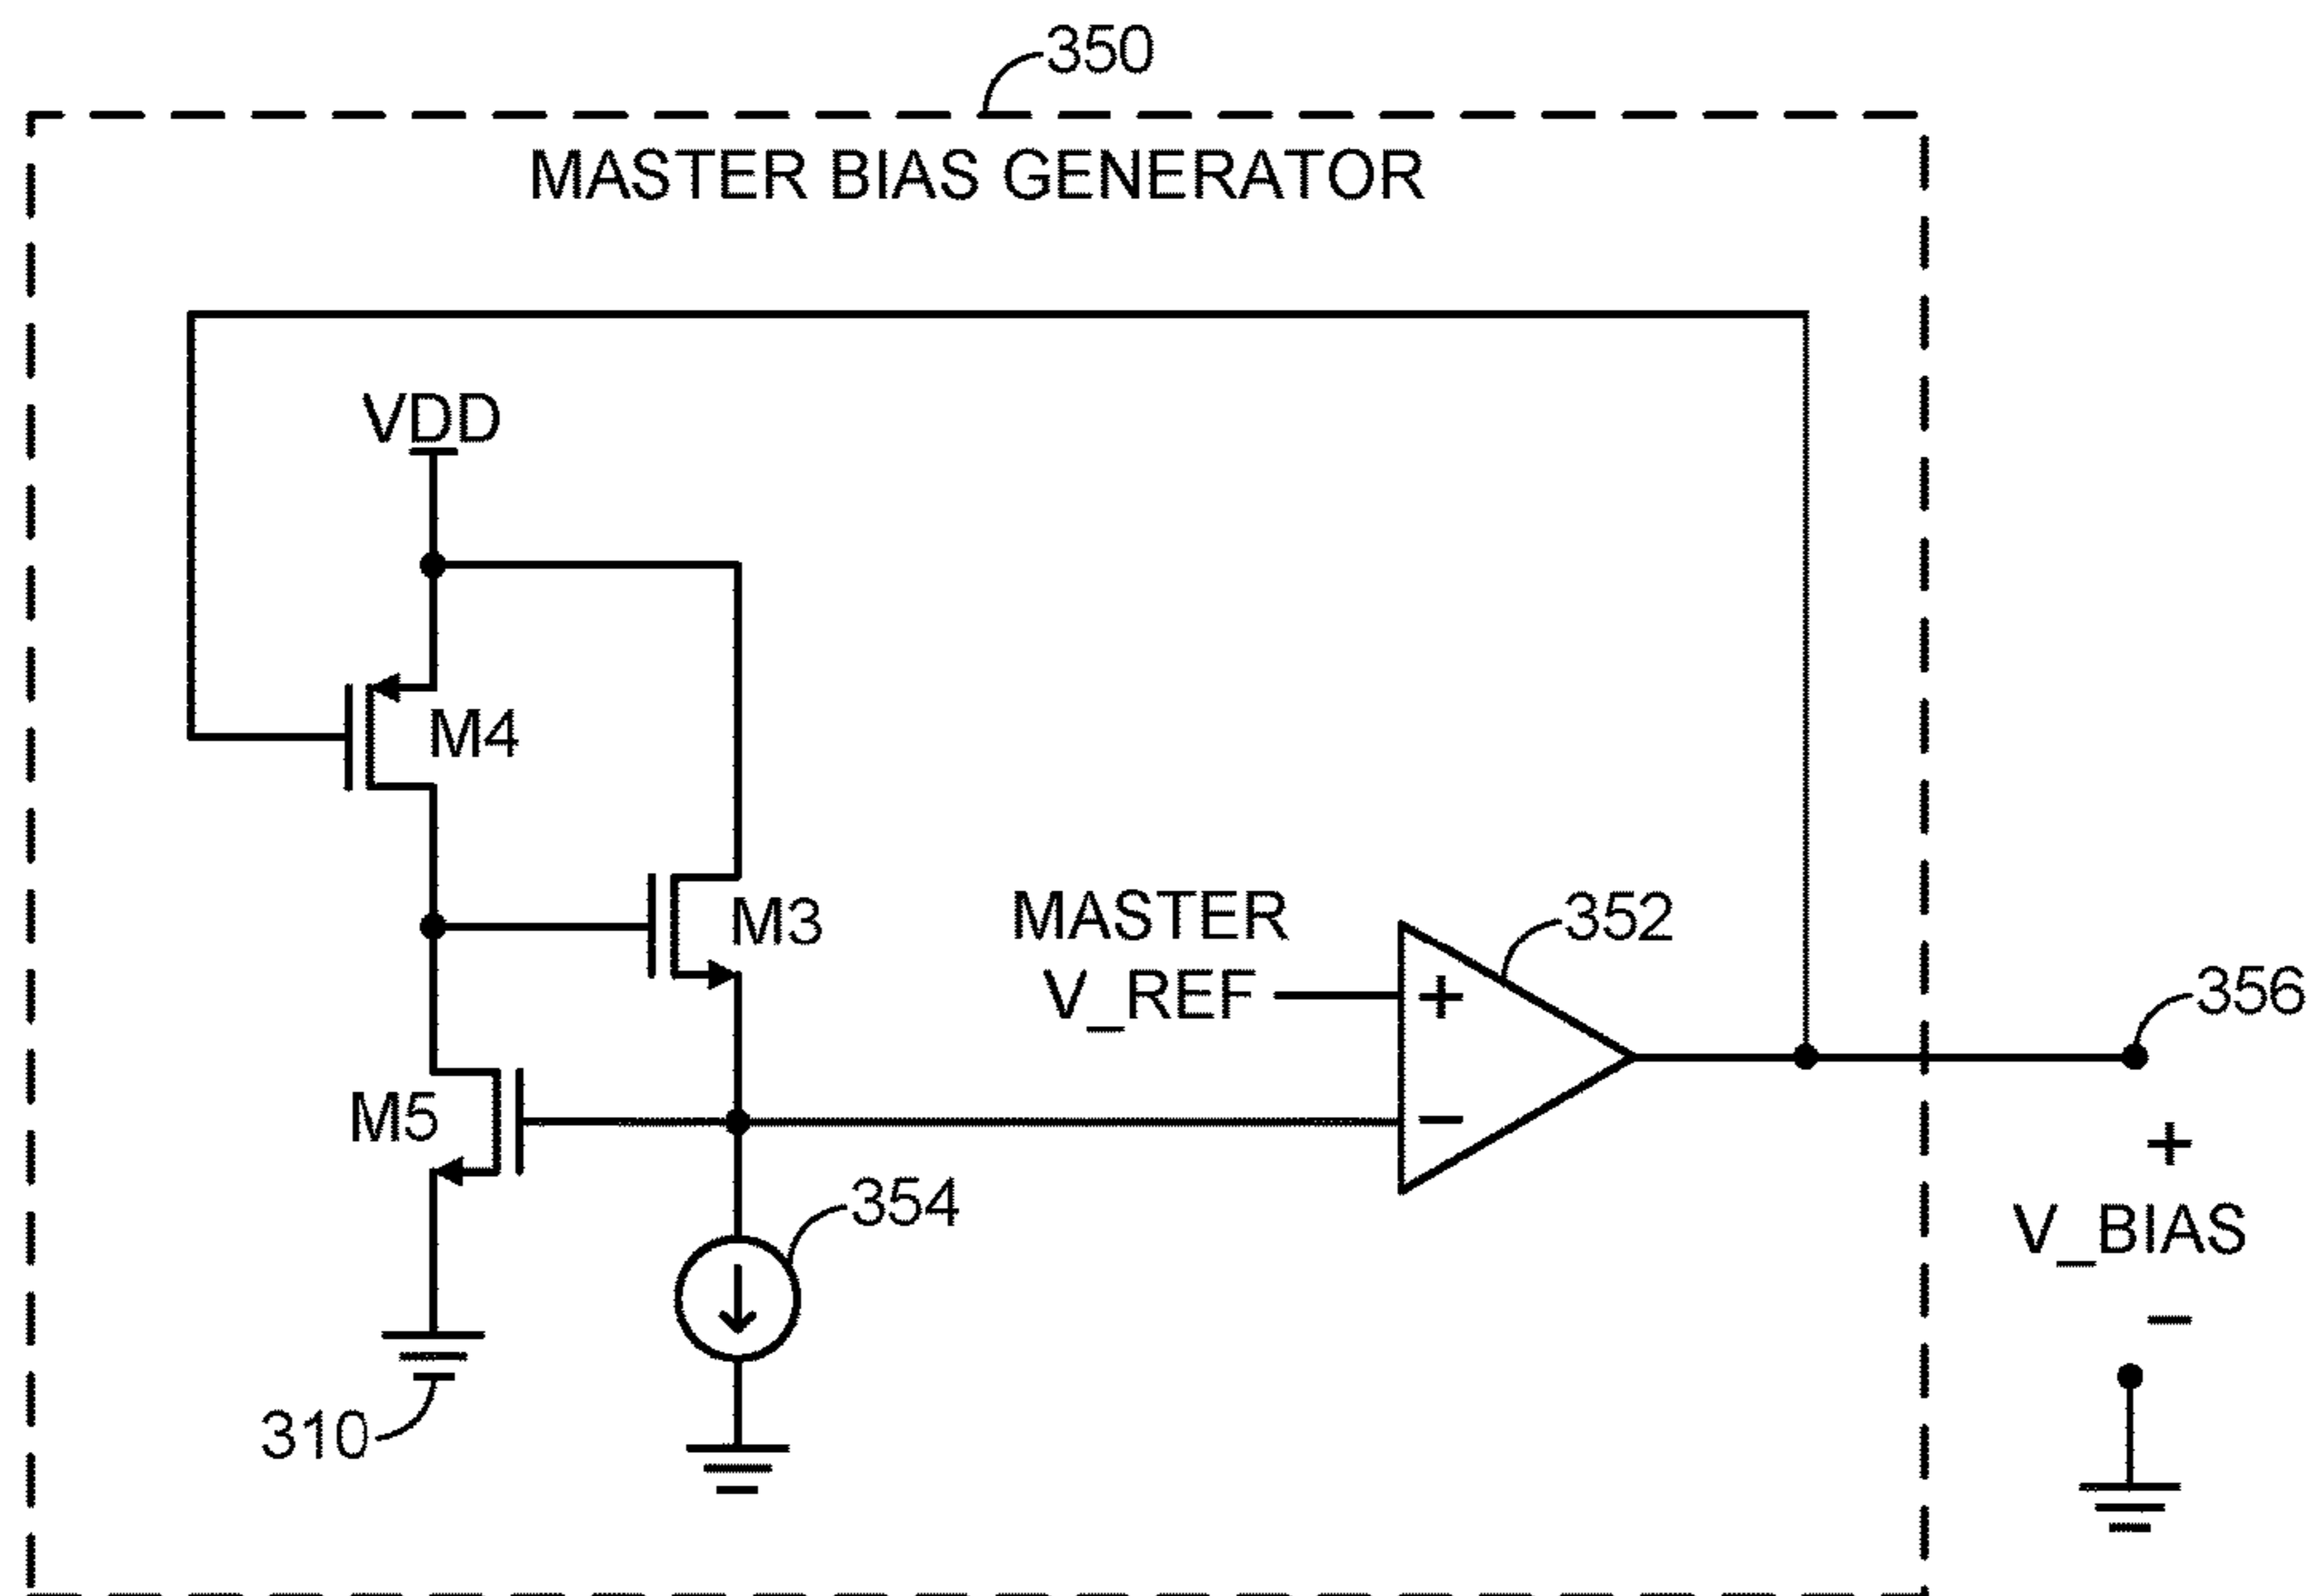 350
MASTER BIAS GENERATOR
VDD
M4
M3
MASTER
V_REF
352
+
−
356
M5
354
+
V_BIAS
−
310